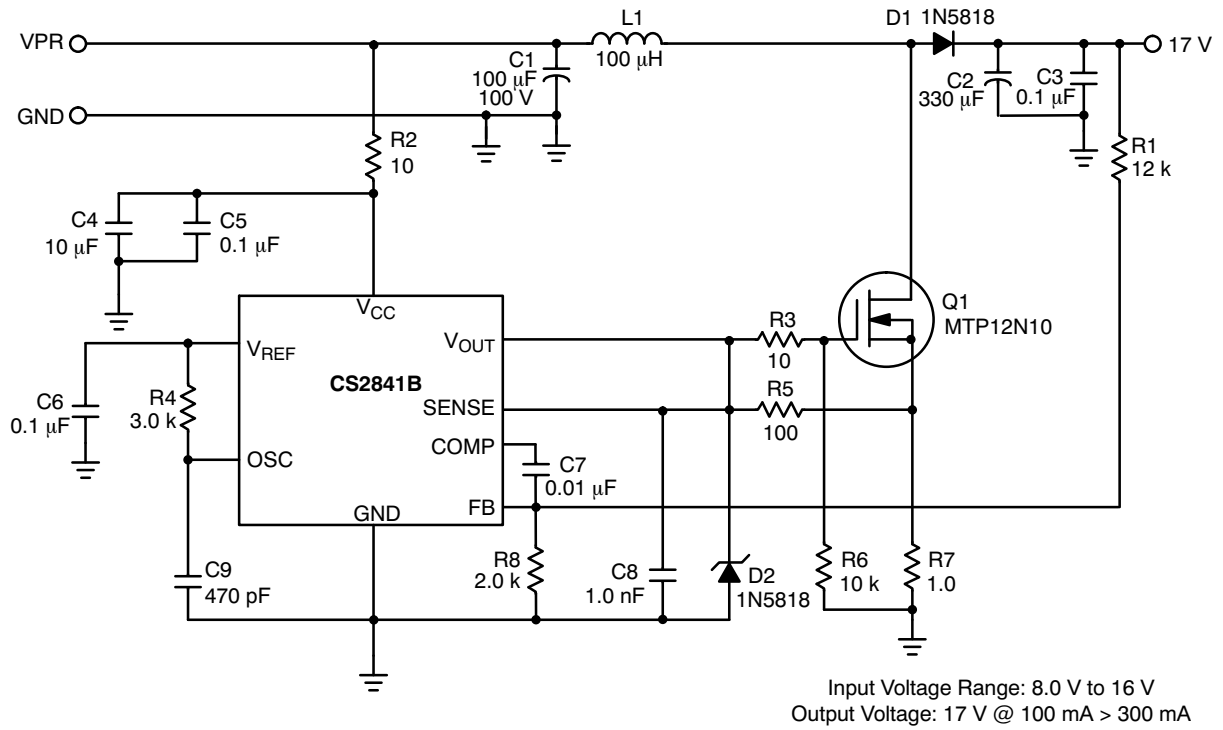 VPR
GND
L1
100 μH
D1 1N5818
17 V
C1
100 μF
100 V
C2
330 μF
C3
0.1 μF
R2
10
R1
12 k
C4
10 μF
C5
0.1 μF
VCC
VREF
VOUT
CS2841B
SENSE
OSC
COMP
GND
FB
R3
10
R5
100
Q1
MTP12N10
C6
0.1 μF
R4
3.0 k
C7
0.01 μF
C9
470 pF
R8
2.0 k
C8
1.0 nF
D2
1N5818
R6
10 k
R7
1.0
Input Voltage Range: 8.0 V to 16 V
Output Voltage: 17 V @ 100 mA > 300 mA